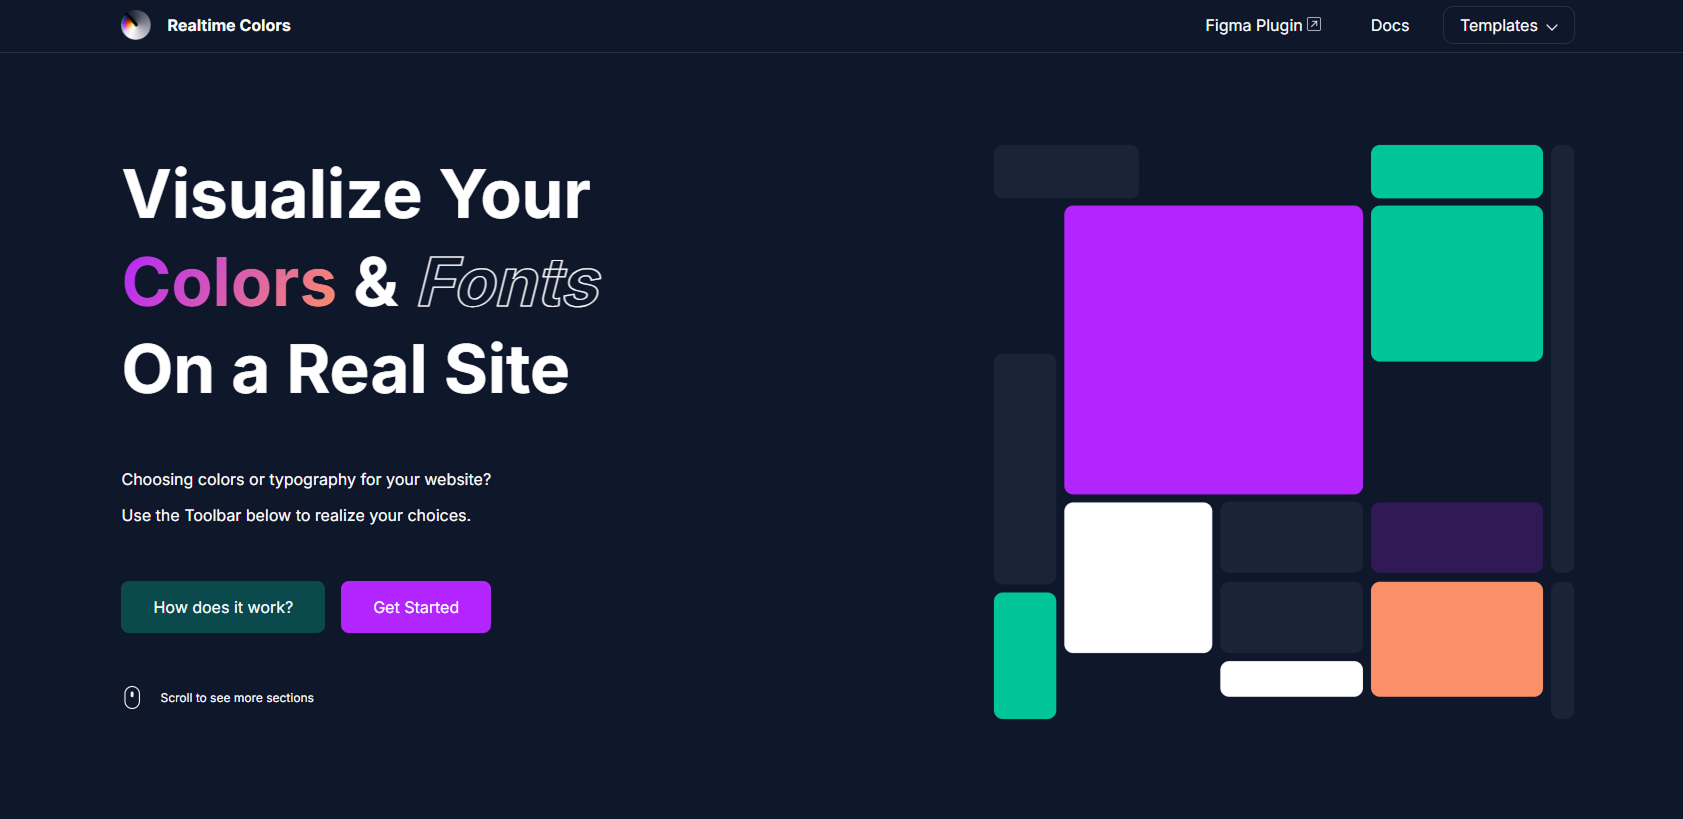 Realtime Colors
Figma Plugin
Docs
Templates
Visualize Your
Colors & Fonts
On a Real Site
Choosing colors or typography for your website?
Use the Toolbar below to realize your choices.
How does it work?
Get Started
Scroll to see more sections